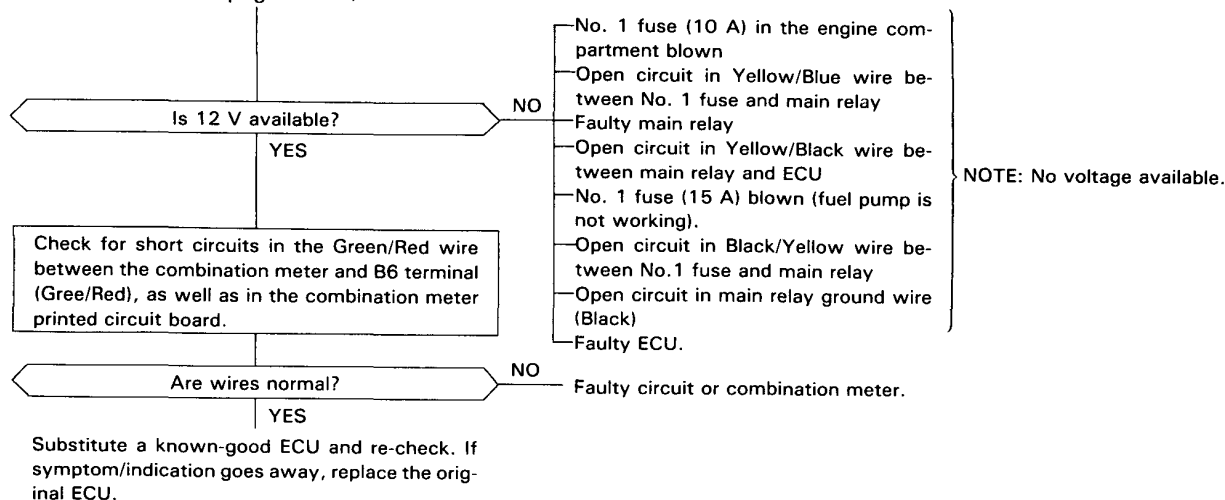 No. 1 fuse (10 A) in the engine com-
partment blown
Open circuit in Yellow/Blue wire be-
tween No. 1 fuse and main relay
Faulty main relay
Open circuit in Yellow/Black wire be-
tween main relay and ECU
No. 1 fuse (15 A) blown (fuel pump is
not working).
Open circuit in Black/Yellow wire be-
tween No.1 fuse and main relay
Open circuit in main relay ground wire
(Black)
Faulty ECU.
NOTE: No voltage available.
Is 12 V available?
NO
YES
Check for short circuits in the Green/Red wire
between the combination meter and B6 terminal
(Gree/Red), as well as in the combination meter
printed circuit board.
Are wires normal?
NO
Faulty circuit or combination meter.
YES
Substitute a known-good ECU and re-check. If
symptom/indication goes away, replace the orig-
inal ECU.